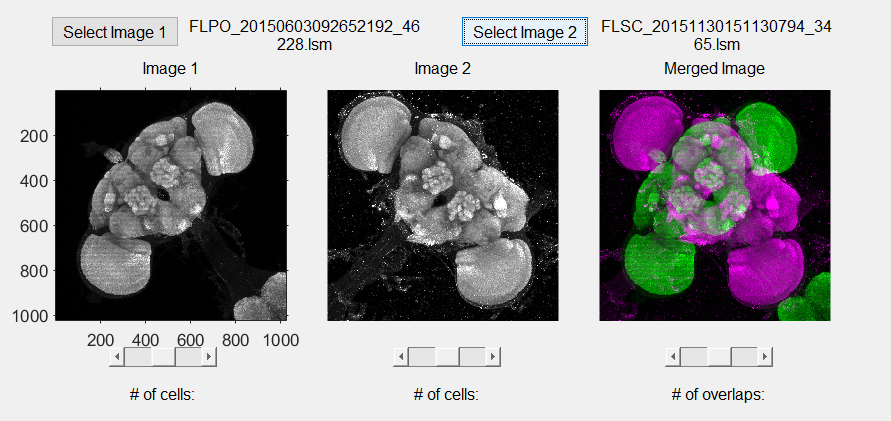 Select Image 1
FLPO_20150603092652192_46
228.lsm
Select Image 2
FLSC_20151130151130794_34
65.lsm
Image 1
Image 2
Merged Image
200
400
600
800
1000
200 400 600 800 1000
# of cells:
# of cells:
# of overlaps: